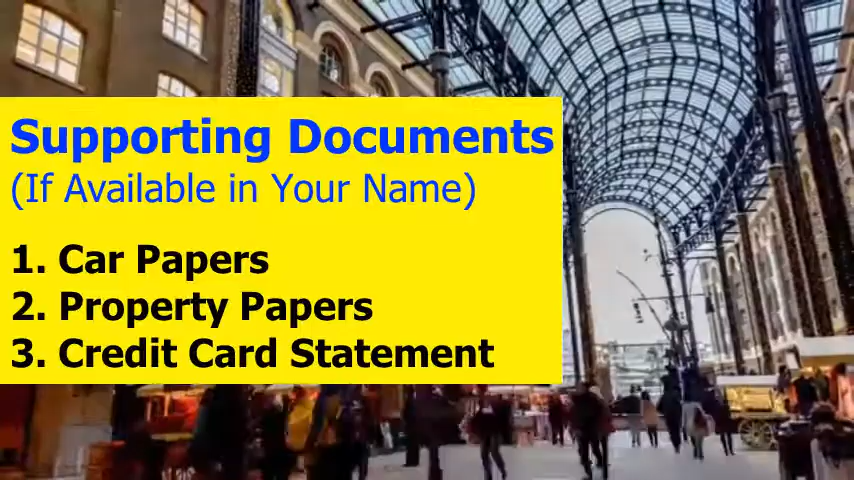 Supporting Documents
(If Available in Your Name)
1. Car Papers
2. Property Papers
3. Credit Card Statement